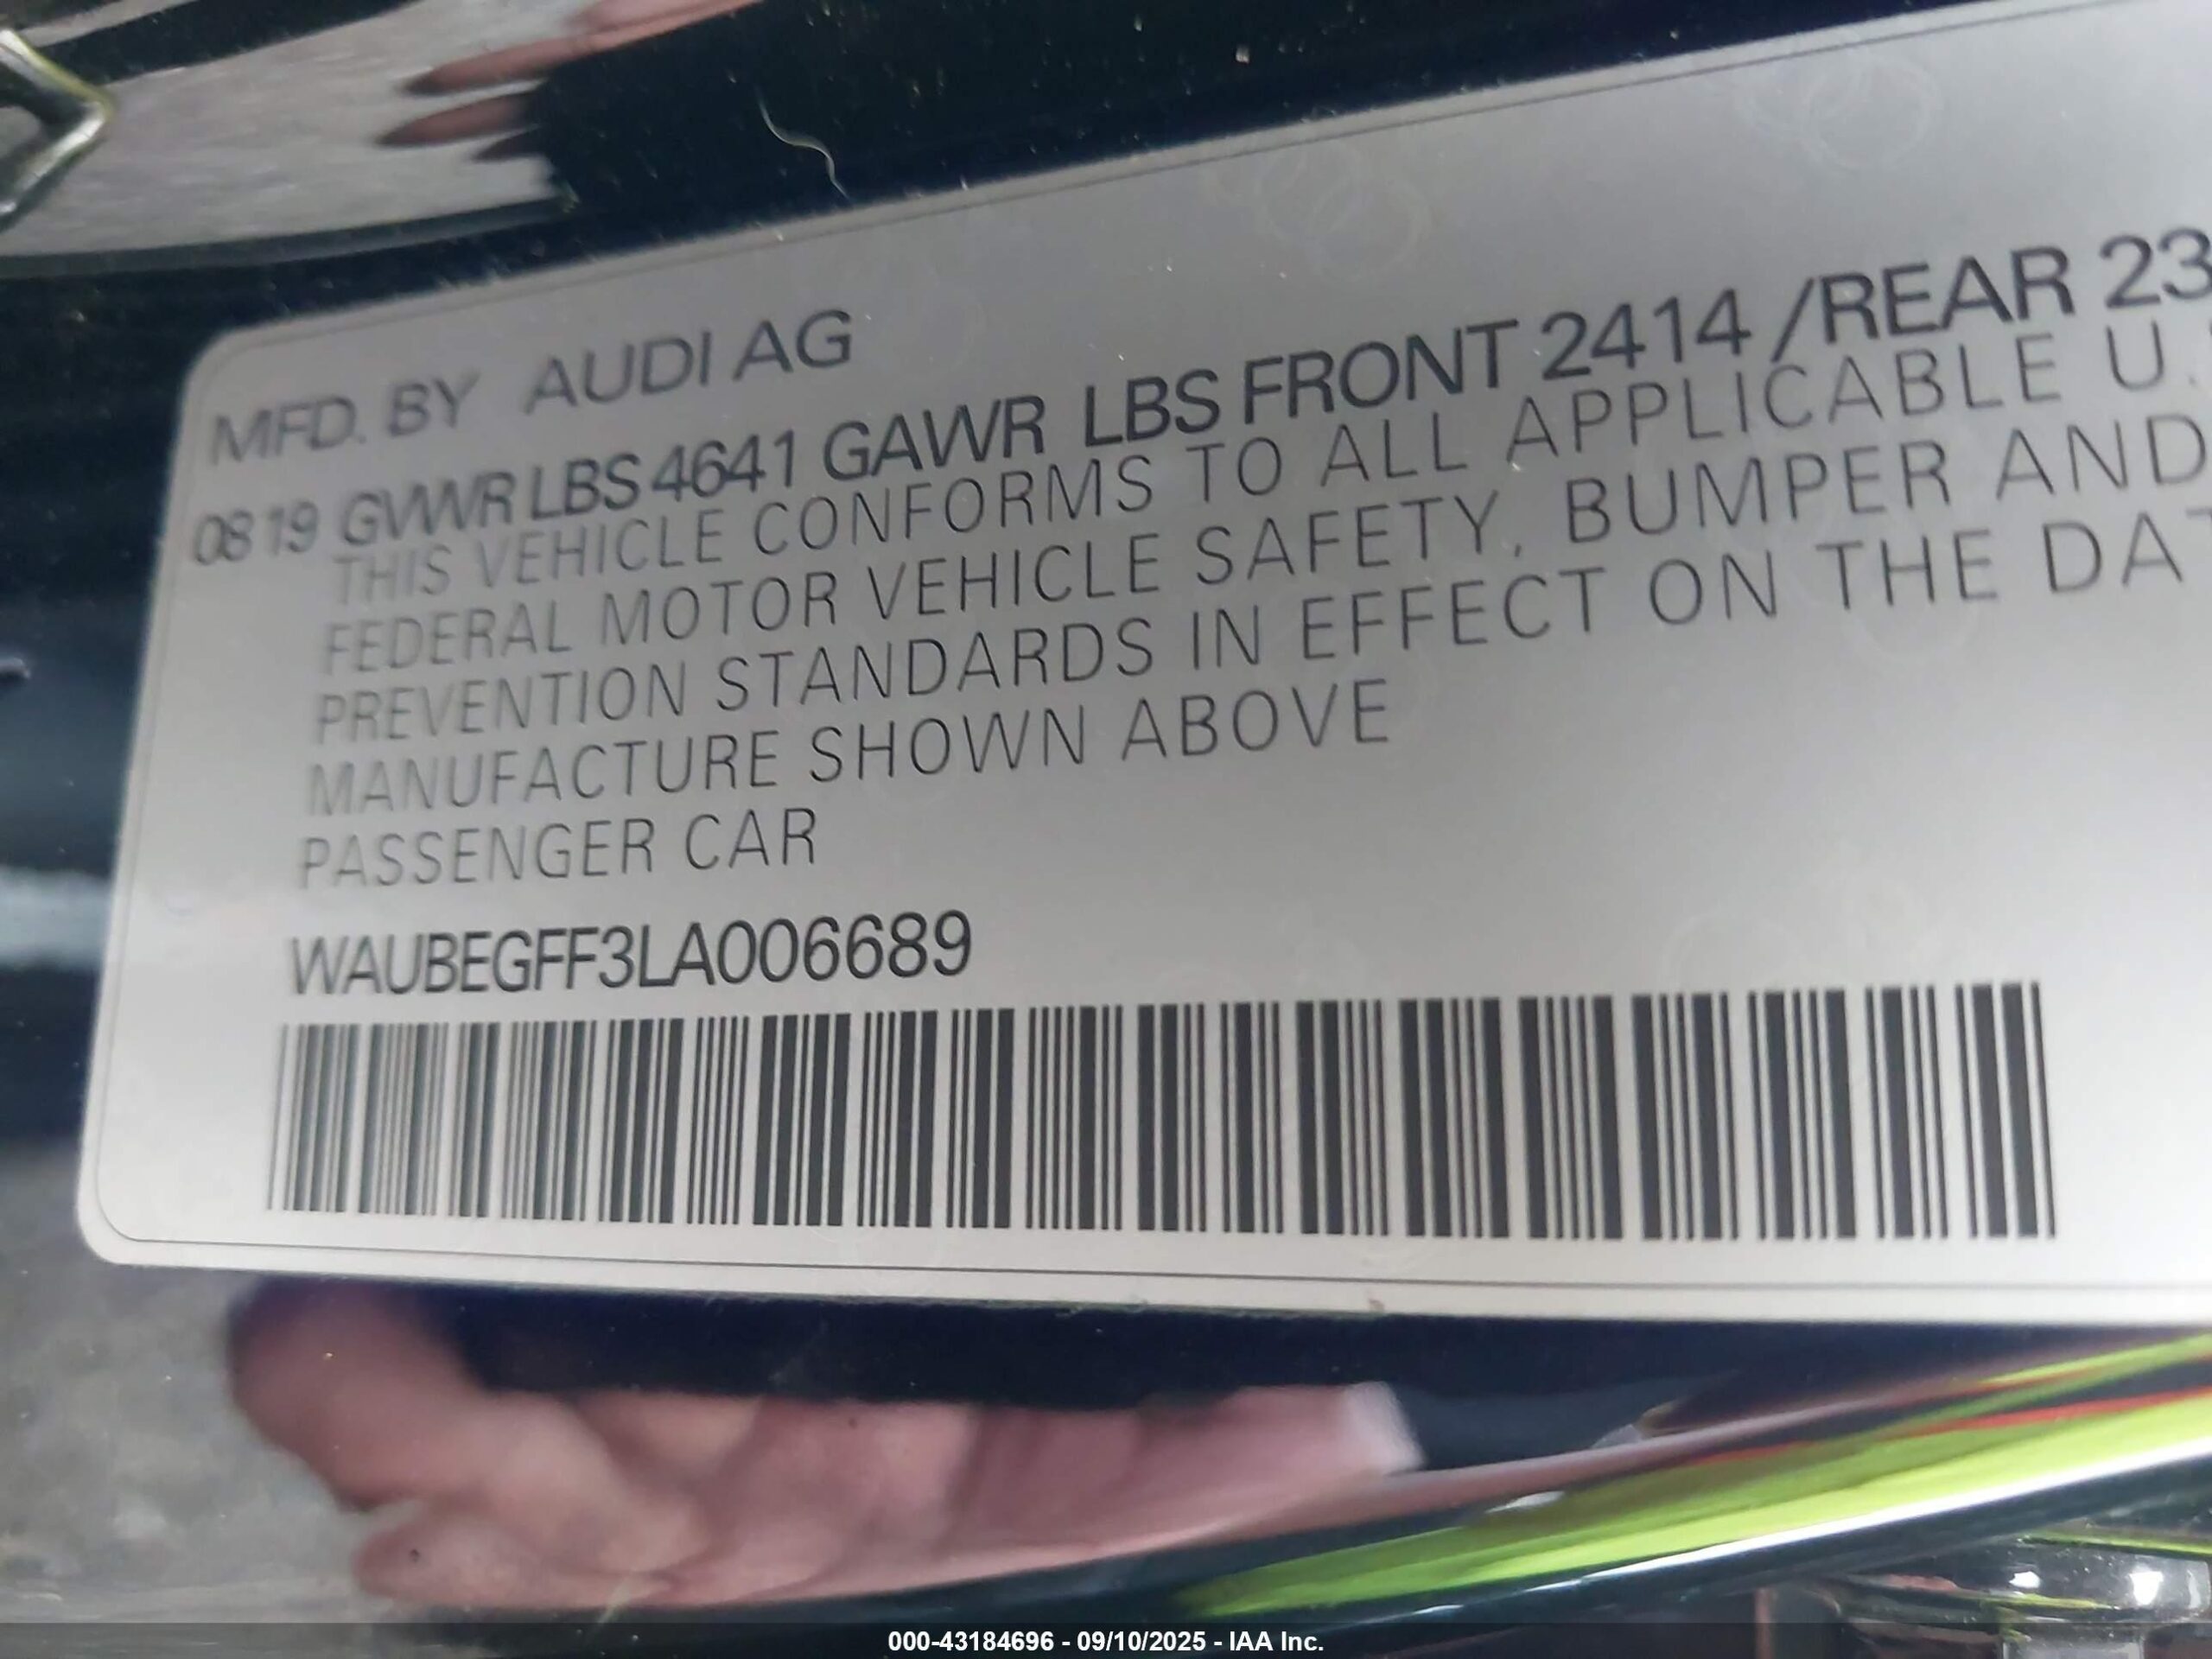 MFD. BY AUDI AG
08 19 GVWR LBS 4641 GAWR LBS FRONT 2414 /REAR 23
THIS VEHICLE CONFORMS TO ALL APPLICABLE U.
FEDERAL MOTOR VEHICLE SAFETY, BUMPER AND
PREVENTION STANDARDS IN EFFECT ON THE DAT
MANUFACTURE SHOWN ABOVE
PASSENGER CAR
WAUBEGFF3LA006689
000-43184696 - 09/10/2025 - IAA Inc.